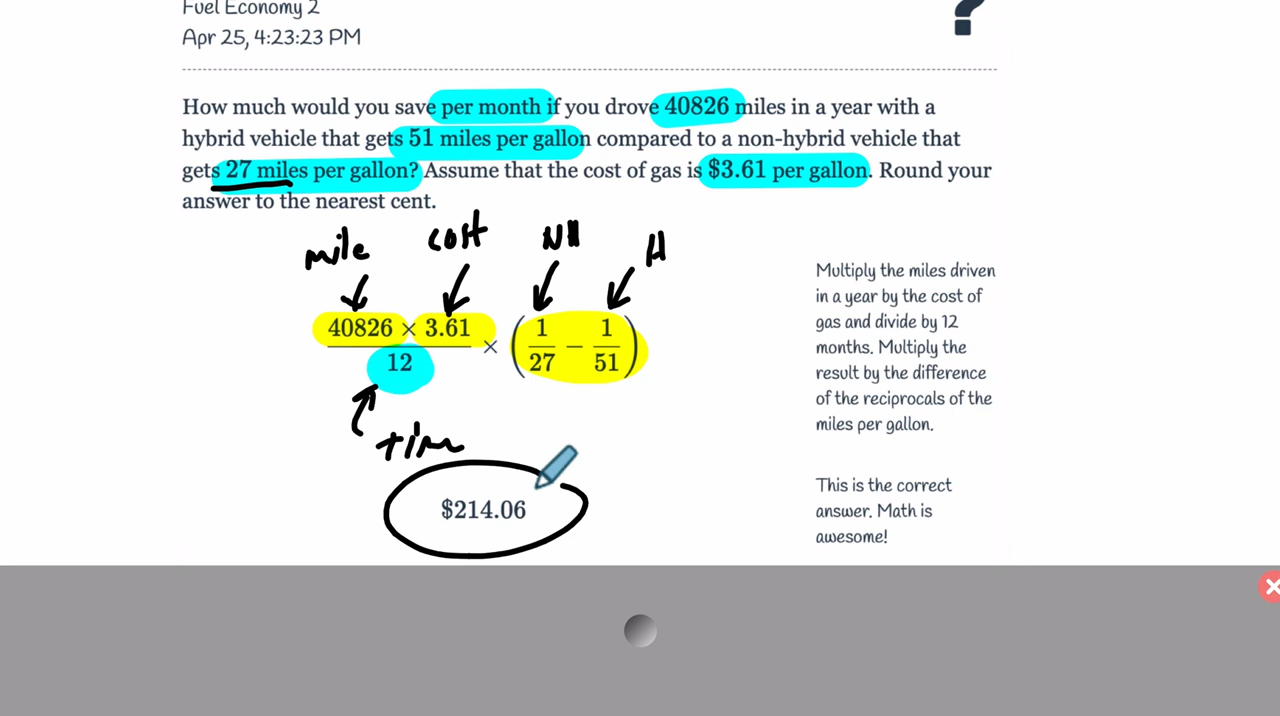 Fuel Economy 2
Apr 25, 4:23:23 PM
?
How much would you save per month if you drove 40826 miles in a year with a
hybrid vehicle that gets 51 miles per gallon compared to a non-hybrid vehicle that
gets 27 miles per gallon? Assume that the cost of gas is $3.61 per gallon. Round your
answer to the nearest cent.
mile cost NH H
40826 × 3.61
12
× ( 1/27 − 1/51 )
time
$214.06
Multiply the miles driven
in a year by the cost of
gas and divide by 12
months. Multiply the
result by the difference
of the reciprocals of the
miles per gallon.
This is the correct
answer. Math is
awesome!